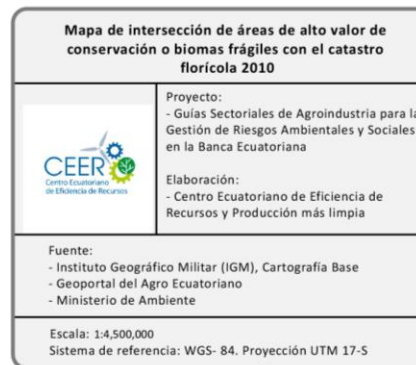 Mapa de intersección de áreas de alto valor de
conservación o biomas frágiles con el catastro
florícola 2010
CEER
Centro Ecuatoriano
de Eficiencia de Recursos
Proyecto:
- Guías Sectoriales de Agroindustria para la
Gestión de Riesgos Ambientales y Sociales
en la Banca Ecuatoriana
Elaboración:
- Centro Ecuatoriano de Eficiencia de
Recursos y Producción más limpia
Fuente:
- Instituto Geográfico Militar (IGM), Cartografía Base
- Geoportal del Agro Ecuatoriano
- Ministerio de Ambiente
Escala: 1:4,500,000
Sistema de referencia: WGS- 84. Proyección UTM 17-S